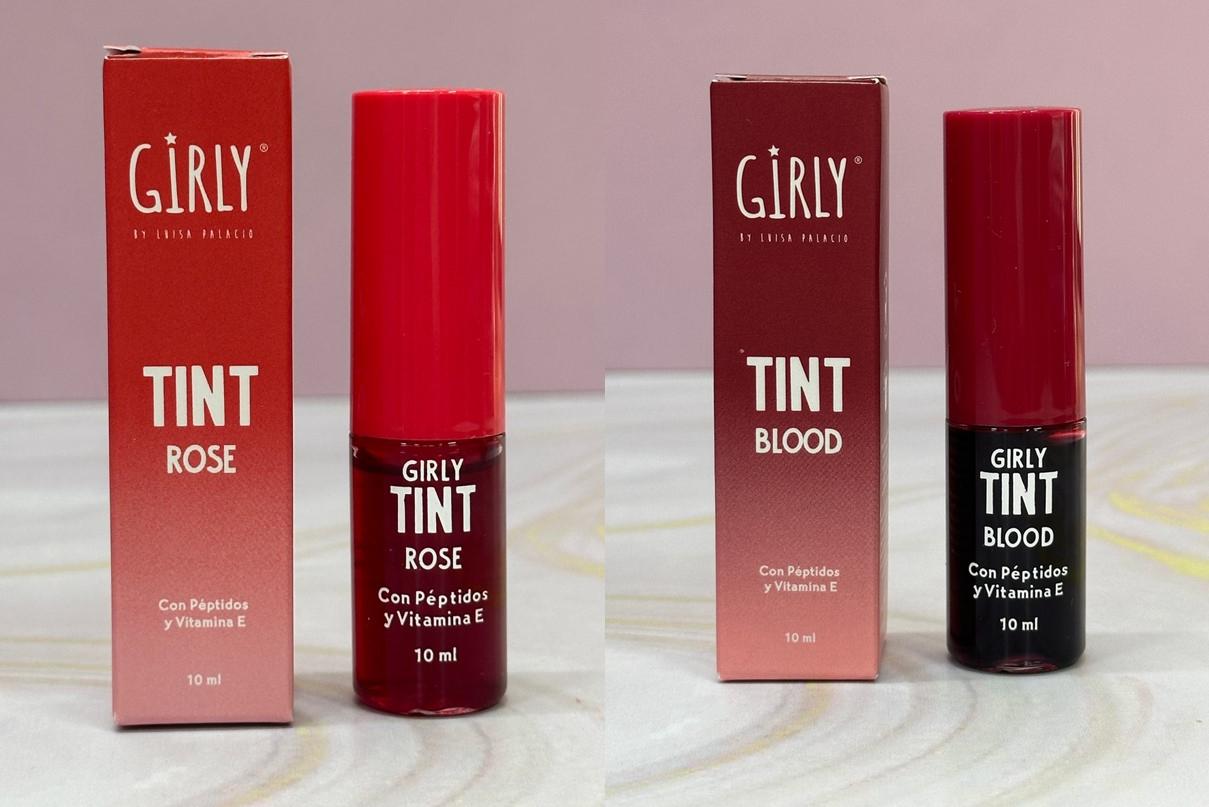 GiRLY®
BY LUISA PALACIO
TINT
ROSE
Con Péptidos
y Vitamina E
10 ml
GIRLY
TINT
ROSE
Con Péptidos
y Vitamina E
10 ml
GiRLY®
BY LUISA PALACIO
TINT
BLOOD
Con Péptidos
y Vitamina E
10 ml
GIRLY
TINT
BLOOD
Con Péptidos
y Vitamina E
10 ml